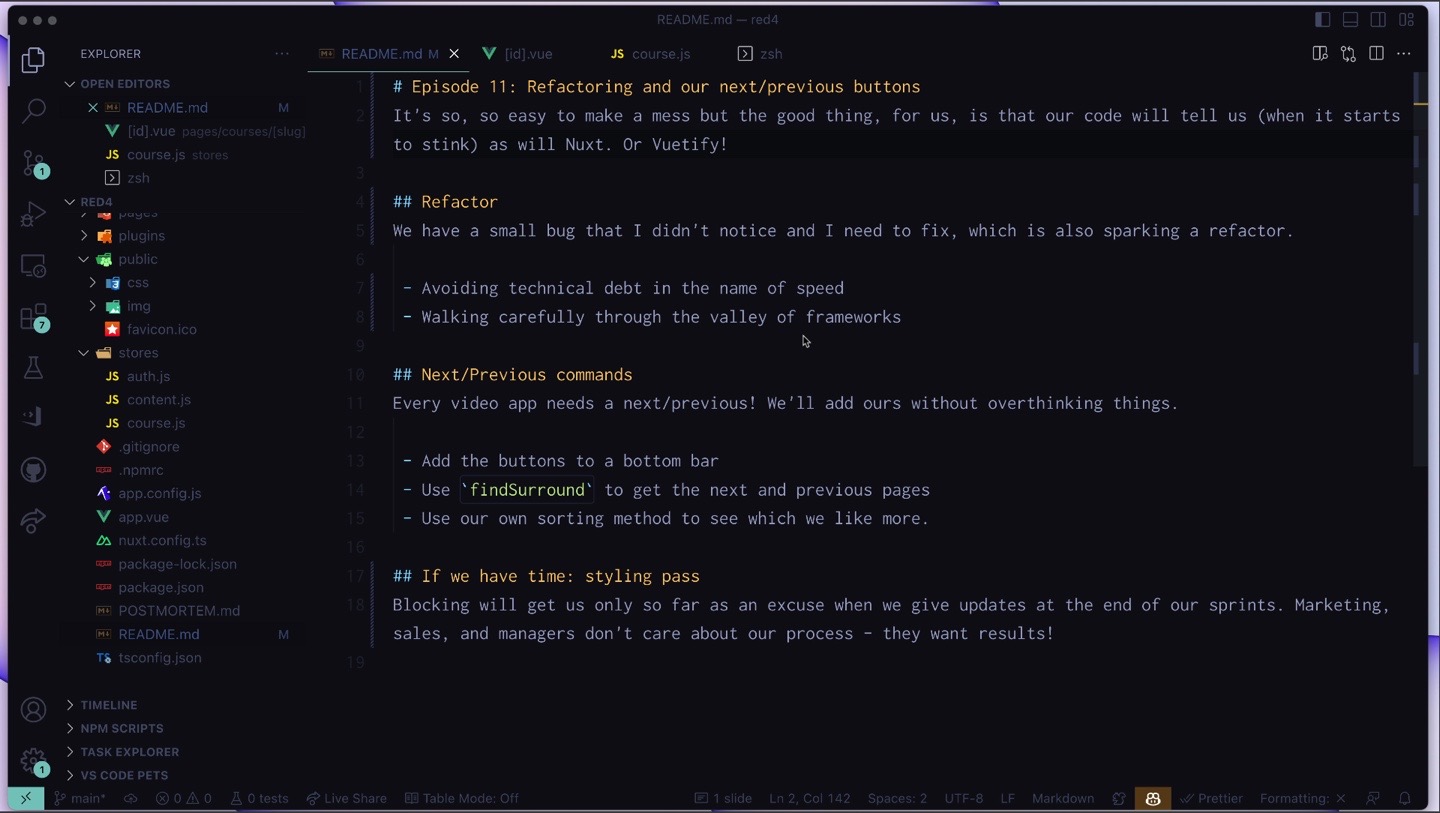 README.md — red4
EXPLORER
README.md M
[id].vue
course.js
zsh
OPEN EDITORS
README.md M
[id].vue pages/courses/[slug]
JS course.js stores
zsh
RED4
pages
plugins
public
css
img
favicon.ico
stores
JS auth.js
JS content.js
JS course.js
.gitignore
.npmrc
app.config.js
app.vue
nuxt.config.ts
package-lock.json
package.json
POSTMORTEM.md
README.md M
TS tsconfig.json
TIMELINE
NPM SCRIPTS
TASK EXPLORER
VS CODE PETS
1 # Episode 11: Refactoring and our next/previous buttons
2 It's so, so easy to make a mess but the good thing, for us, is that our code will tell us (when it starts
to stink) as will Nuxt. Or Vuetify!
3
4 ## Refactor
5 We have a small bug that I didn't notice and I need to fix, which is also sparking a refactor.
6
7 - Avoiding technical debt in the name of speed
8 - Walking carefully through the valley of frameworks
9
10 ## Next/Previous commands
11 Every video app needs a next/previous! We'll add ours without overthinking things.
12
13 - Add the buttons to a bottom bar
14 - Use `findSurround` to get the next and previous pages
15 - Use our own sorting method to see which we like more.
16
17 ## If we have time: styling pass
18 Blocking will get us only so far as an excuse when we give updates at the end of our sprints. Marketing,
sales, and managers don't care about our process – they want results!
19
1
7
1
main* 0 0 0 tests Live Share Table Mode: Off 1 slide Ln 2, Col 142 Spaces: 2 UTF-8 LF Markdown Prettier Formatting: ×